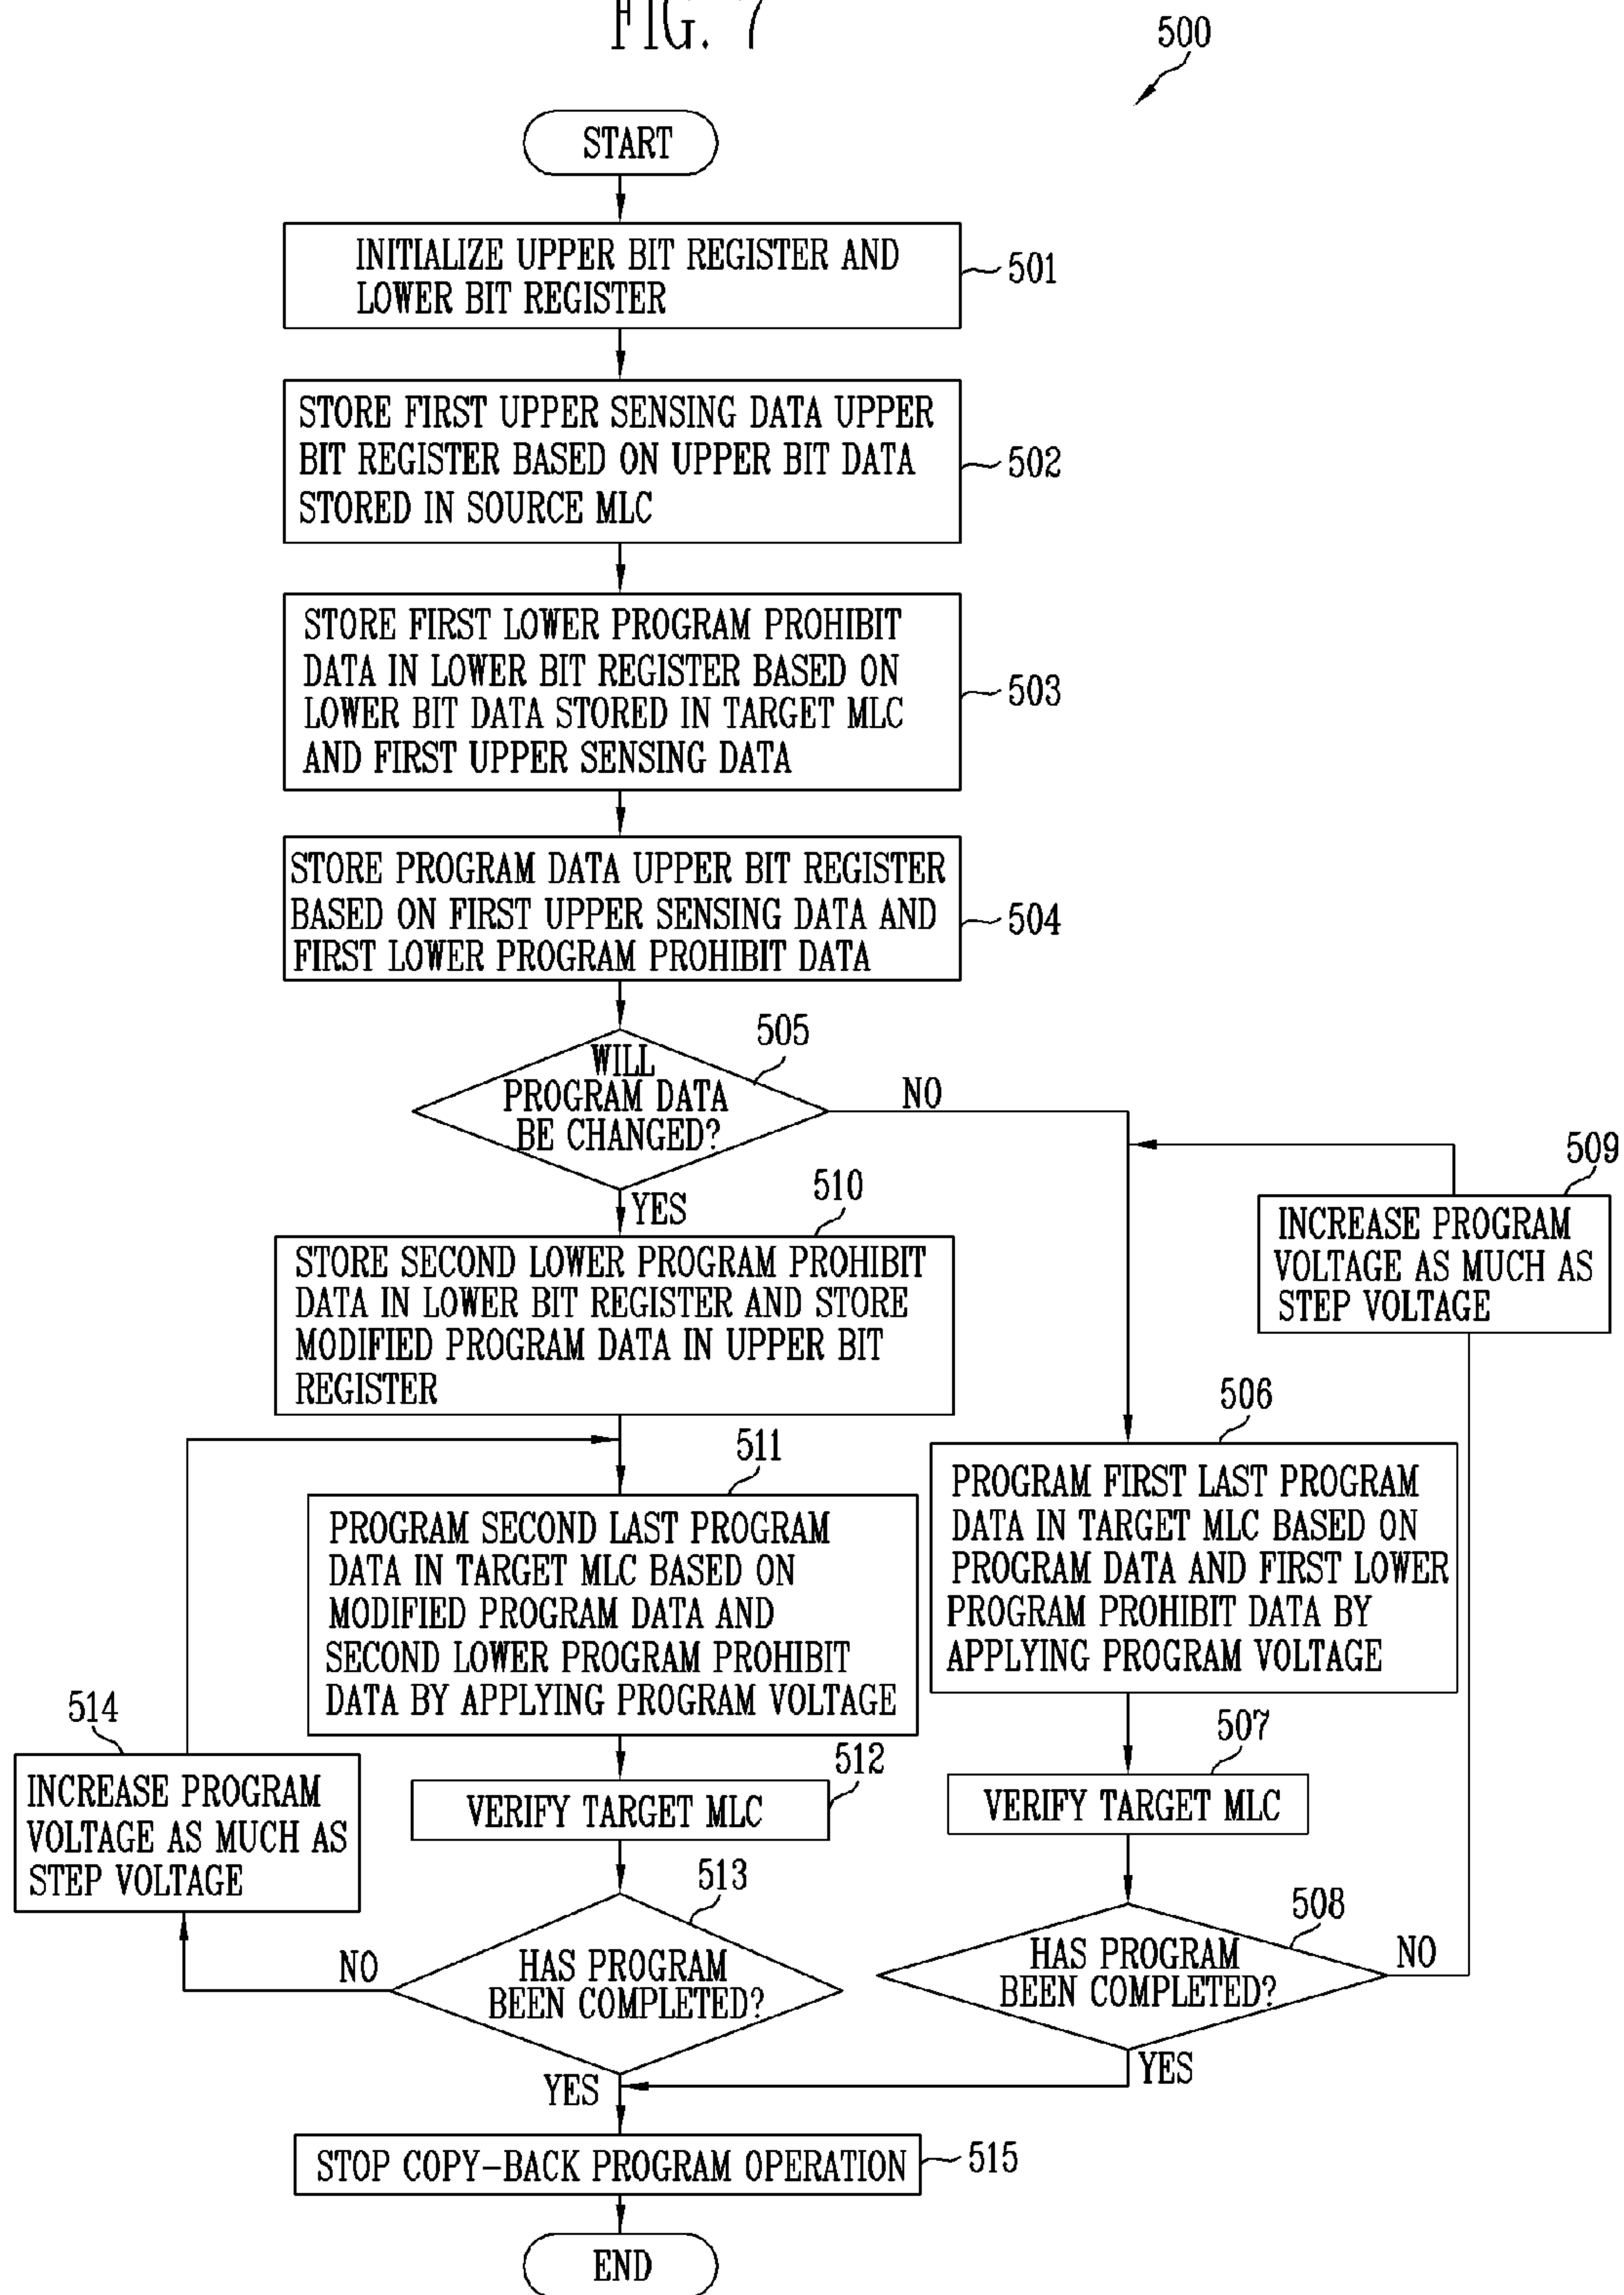 FIG. 7
500
START
INITIALIZE UPPER BIT REGISTER AND
LOWER BIT REGISTER
501
STORE FIRST UPPER SENSING DATA UPPER
BIT REGISTER BASED ON UPPER BIT DATA
STORED IN SOURCE MLC
502
STORE FIRST LOWER PROGRAM PROHIBIT
DATA IN LOWER BIT REGISTER BASED ON
LOWER BIT DATA STORED IN TARGET MLC
AND FIRST UPPER SENSING DATA
503
STORE PROGRAM DATA UPPER BIT REGISTER
BASED ON FIRST UPPER SENSING DATA AND
FIRST LOWER PROGRAM PROHIBIT DATA
504
505
WILL
PROGRAM DATA
BE CHANGED?
NO
YES
509
INCREASE PROGRAM
VOLTAGE AS MUCH AS
STEP VOLTAGE
510
STORE SECOND LOWER PROGRAM PROHIBIT
DATA IN LOWER BIT REGISTER AND STORE
MODIFIED PROGRAM DATA IN UPPER BIT
REGISTER
506
PROGRAM FIRST LAST PROGRAM
DATA IN TARGET MLC BASED ON
PROGRAM DATA AND FIRST LOWER
PROGRAM PROHIBIT DATA BY
APPLYING PROGRAM VOLTAGE
511
PROGRAM SECOND LAST PROGRAM
DATA IN TARGET MLC BASED ON
MODIFIED PROGRAM DATA AND
SECOND LOWER PROGRAM PROHIBIT
DATA BY APPLYING PROGRAM VOLTAGE
514
INCREASE PROGRAM
VOLTAGE AS MUCH AS
STEP VOLTAGE
512
VERIFY TARGET MLC
507
VERIFY TARGET MLC
513
HAS PROGRAM
BEEN COMPLETED?
NO
YES
508
HAS PROGRAM
BEEN COMPLETED?
NO
YES
STOP COPY-BACK PROGRAM OPERATION
515
END